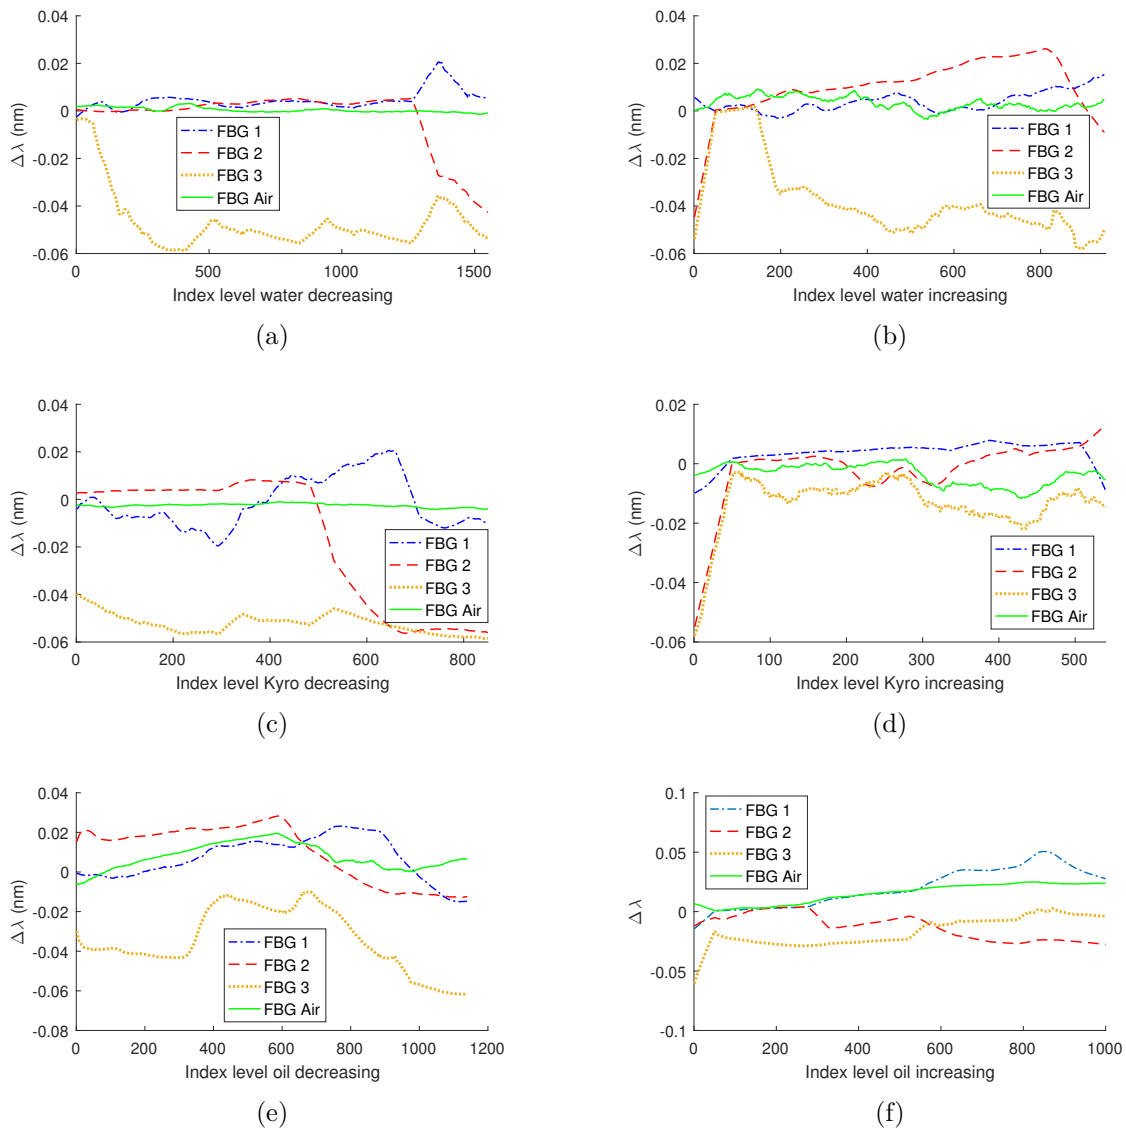 0.04
0.02
0
-0.02
-0.04
-0.06
Δ λ (nm)
FBG 1
FBG 2
FBG 3
FBG Air
0 500 1000 1500
Index level water decreasing
(a)
0.04
0.02
0
-0.02
-0.04
-0.06
Δ λ (nm)
FBG 1
FBG 2
FBG 3
FBG Air
0 200 400 600 800
Index level water increasing
(b)
0.04
0.02
0
-0.02
-0.04
-0.06
Δ λ (nm)
FBG 1
FBG 2
FBG 3
FBG Air
0 200 400 600 800
Index level Kyro decreasing
(c)
0.02
0
-0.02
-0.04
-0.06
Δ λ (nm)
FBG 1
FBG 2
FBG 3
FBG Air
0 100 200 300 400 500
Index level Kyro increasing
(d)
0.04
0.02
0
-0.02
-0.04
-0.06
-0.08
Δ λ (nm)
FBG 1
FBG 2
FBG 3
FBG Air
0 200 400 600 800 1000 1200
Index level oil decreasing
(e)
0.1
0.05
0
-0.05
-0.1
Δ λ
FBG 1
FBG 2
FBG 3
FBG Air
0 200 400 600 800 1000
Index level oil increasing
(f)